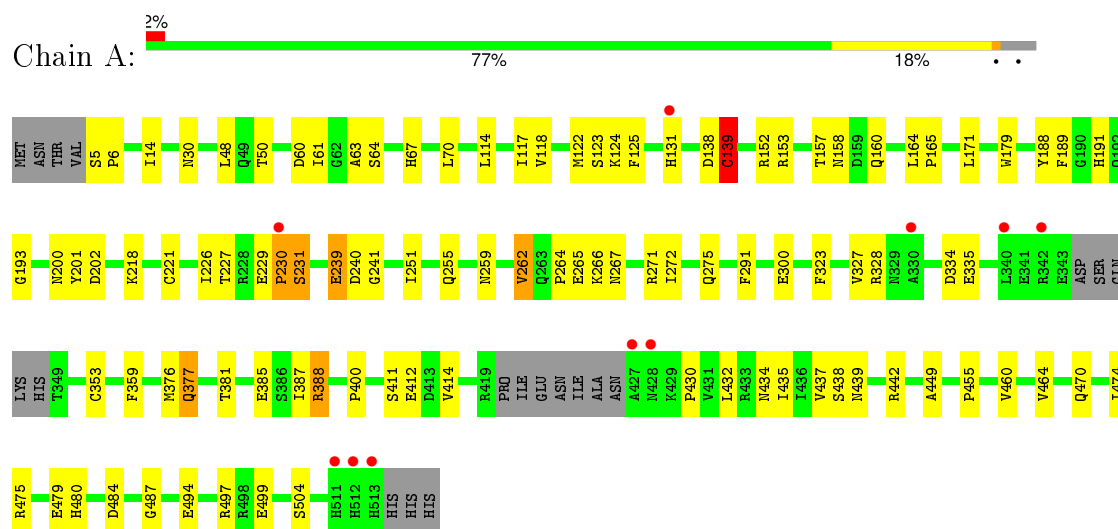 2%
Chain A:
77% 18% • •
MET ASN THR VAL S5 P6 I14 N30 L48 Q49 T50 D60 I61 G62 A63 S64 H67 L70 L114 I117 V118 M122 S123 K124 F125 H131 D138 C139 R152 R153 T157 N158 D159 Q160 L164 P165 L171 W179 Y188 F189 G190 H191 Q192
G193 N200 Y201 D202 K218 C221 I226 T227 R228 E229 P230 S231 E239 D240 G241 I251 Q255 N259 V262 Q263 P264 E265 K266 N267 R271 I272 Q275 F291 E300 F323 V327 R328 N329 A330 D334 E335 L340 E341 R342 E343 ASP SER GLN
LYS HIS T349 C353 F359 M376 Q377 T381 E385 S386 I387 R388 P400 S411 E412 D413 V414 R419 PRO ILE GLU ASN ILE ALA ASN A427 N428 K429 P430 V431 L432 R433 N434 I435 I436 V437 S438 N439 R442 A449 P455 V460 V464 Q470 I474
R475 E479 H480 D484 G487 E494 R497 R498 E499 S504 H511 H512 H513 HIS HIS HIS